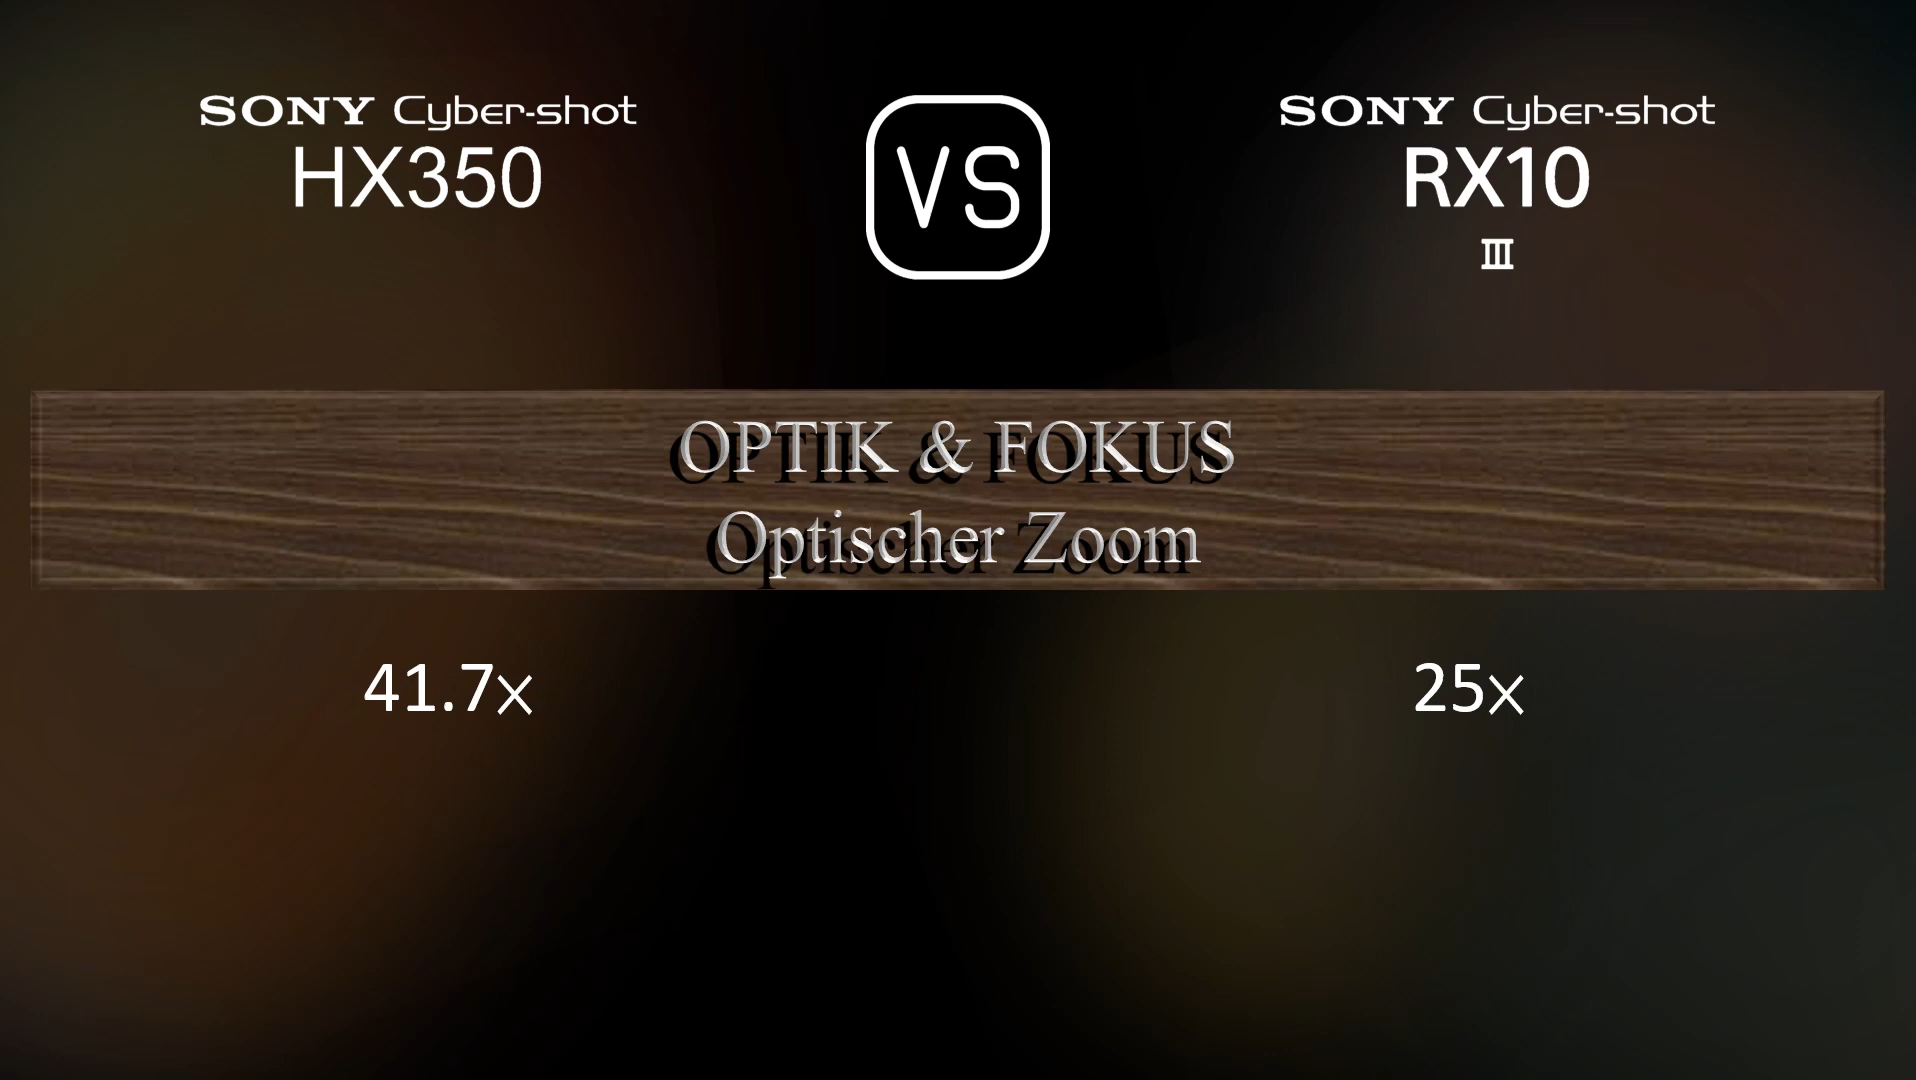 SONY Cyber-shot
HX350
VS
SONY Cyber-shot
RX10
III
OPTIK & FOKUS
Optischer Zoom
41.7x
25x